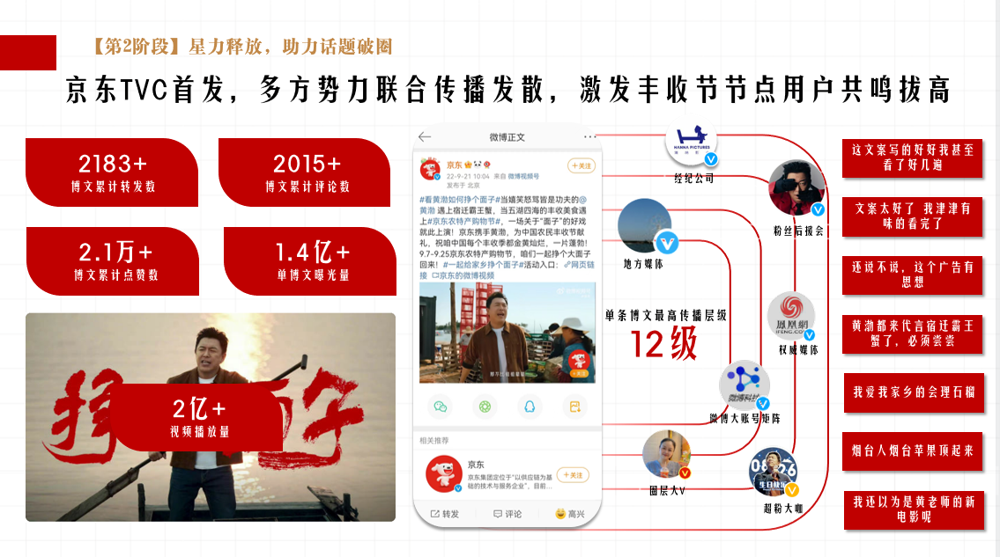 【第2阶段】星力释放，助力话题破圈
京东TVC首发，多方势力联合传播发散，激发丰收节节点用户共鸣拔高
2183+
博文累计转发数
2015+
博文累计评论数
2.1万+
博文累计点赞数
1.4亿+
单博文曝光量
挣面子
2亿+
视频播放量
微博正文
京东
+关注
22-9-21 10:04 来自 微博视频号
发布于 北京
#看黄渤如何挣个面子#当嬉笑怒骂皆是功夫的@
黄渤 遇上宿迁霸王蟹，当五湖四海的丰收美食遇
上#京东农特产购物节#，一场关于“面子”的好戏
就此上演！京东携手黄渤，为中国农民丰收节献
礼，祝咱中国每个丰收季都金黄灿烂，一片蓬勃！
9.7-9.25京东农特产购物节，咱们一起挣个大面子
回来！#一起给家乡挣个面子#活动入口：网页链
接 京东的微博视频
+关注
相关推荐
京东
京东集团定位于“以供应链为基
础的技术与服务企业”，目前...
+关注
转发
评论
高兴
HANNA PICTURES
经纪公司
粉丝后援会
地方媒体
单条博文最高传播层级
12级
鳳凰網
IFENG.COM
权威媒体
微博科技
微博大账号矩阵
圈层大V
08 26
生日快乐
超粉大咖
这文案写的好好我甚至
看了好几遍
文案太好了 我津津有
味的看完了
还说不说，这个广告有
思想
黄渤都来代言宿迁霸王
蟹了，必须尝尝
我爱我家乡的会理石榴
烟台人烟台苹果顶起来
我还以为是黄老师的新
电影呢